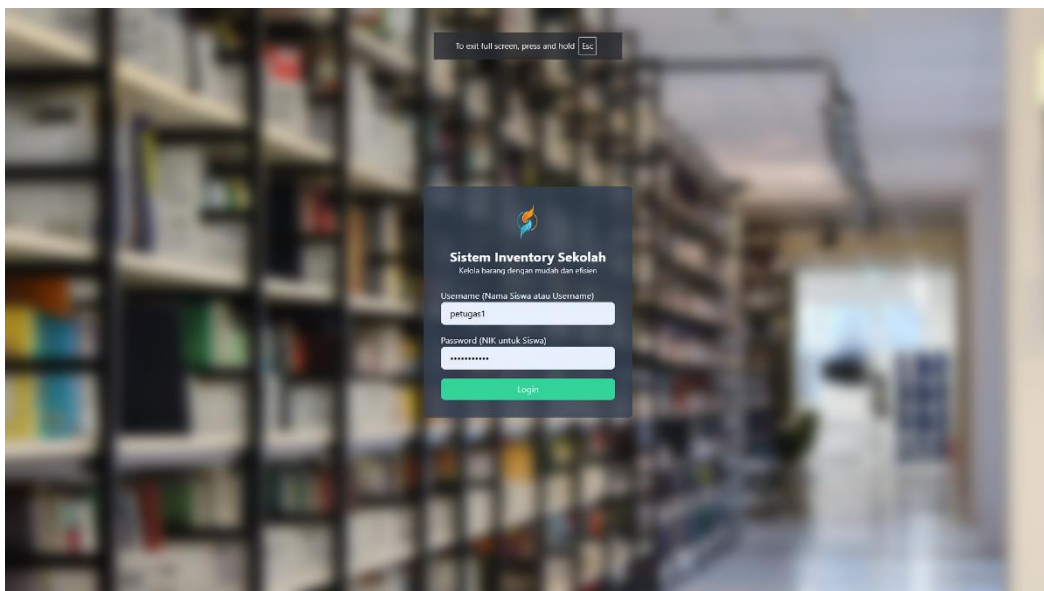 To exit full screen, press and hold Esc
Sistem Inventory Sekolah
Kelola barang dengan mudah dan efisien
Username (Nama Siswa atau Username)
petugas1
Password (NIK untuk Siswa)
•••••••••••
Login